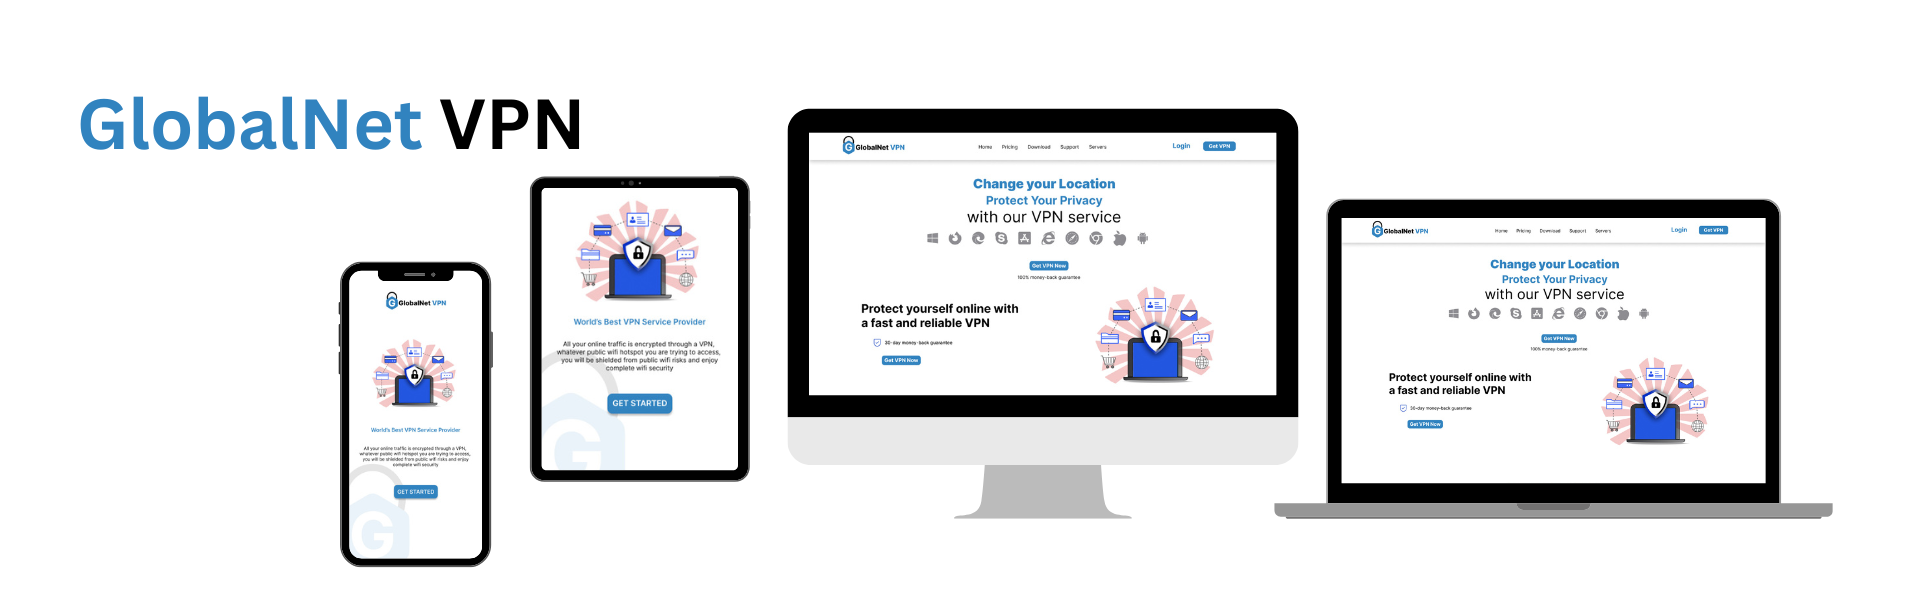 GlobalNet VPN
GlobalNet VPN
World's Best VPN Service Provider
All your online traffic is encrypted through a VPN,
whatever public wifi hotspot you are trying to access,
you will be shielded from public wifi risks and enjoy
complete wifi security
GET STARTED
G
World's Best VPN Service Provider
All your online traffic is encrypted through a VPN,
whatever public wifi hotspot you are trying to access,
you will be shielded from public wifi risks and enjoy
complete wifi security
GET STARTED
G
G GlobalNet VPN
Home Pricing Download Support Servers
Login Get VPN
Change your Location
Protect Your Privacy
with our VPN service
Get VPN Now
100% money-back guarantee
Protect yourself online with
a fast and reliable VPN
30-day money-back guarantee
Get VPN Now
G GlobalNet VPN
Home Pricing Download Support Servers
Login Get VPN
Change your Location
Protect Your Privacy
with our VPN service
Get VPN Now
100% money-back guarantee
Protect yourself online with
a fast and reliable VPN
30-day money-back guarantee
Get VPN Now